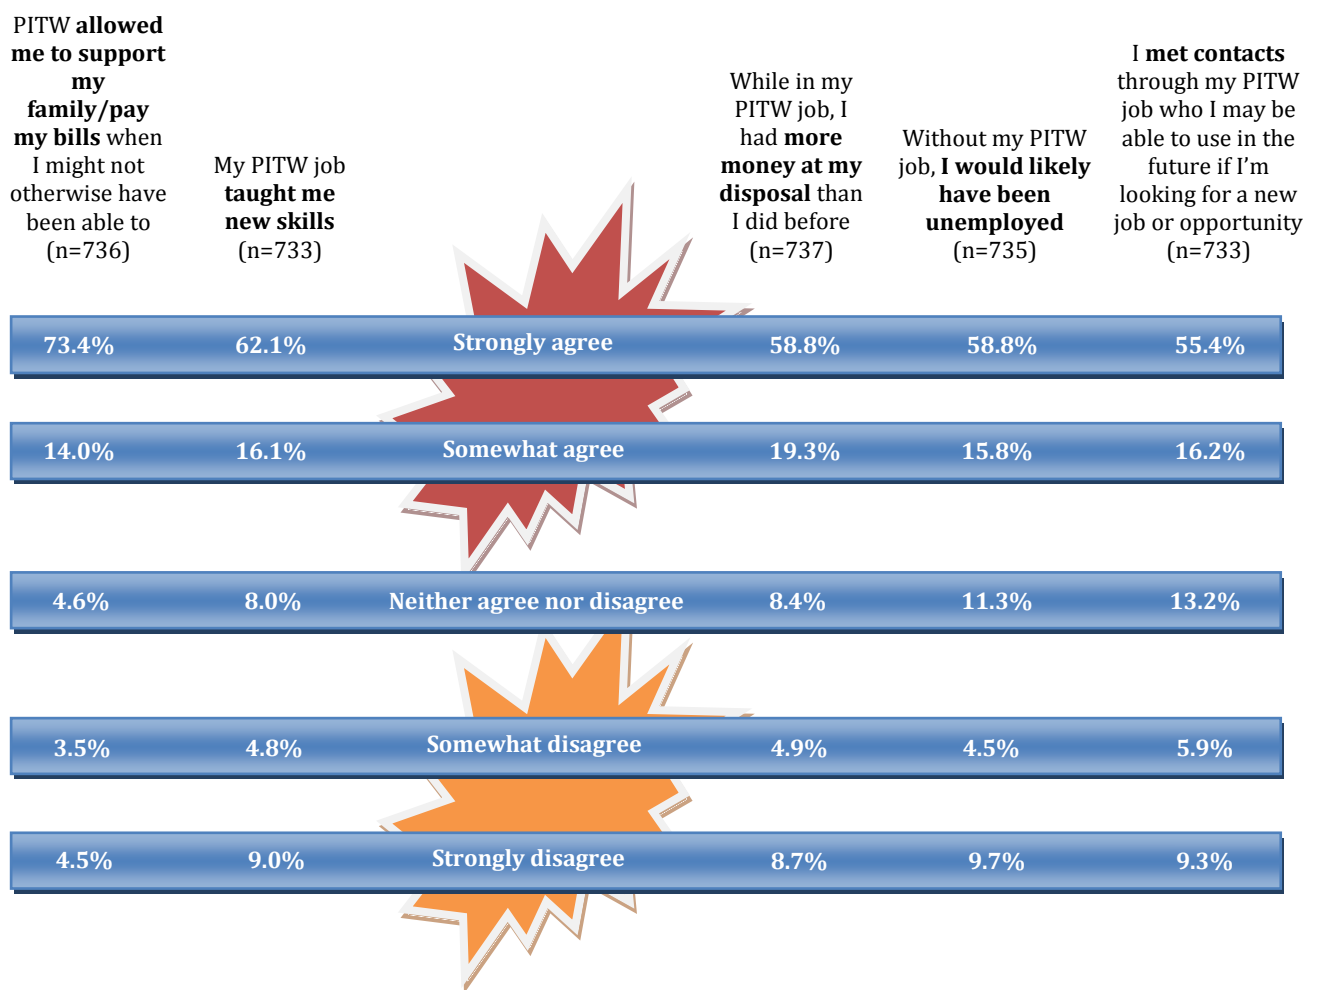 PITW allowed
me to support
my
family/pay
my bills when
I might not
otherwise have
been able to
(n=736)
My PITW job
taught me
new skills
(n=733)
While in my
PITW job, I
had more
money at my
disposal than
I did before
(n=737)
Without my PITW
job, I would likely
have been
unemployed
(n=735)
I met contacts
through my PITW
job who I may be
able to use in the
future if I’m
looking for a new
job or opportunity
(n=733)
73.4% 62.1% Strongly agree 58.8% 58.8% 55.4%
14.0% 16.1% Somewhat agree 19.3% 15.8% 16.2%
4.6% 8.0% Neither agree nor disagree 8.4% 11.3% 13.2%
3.5% 4.8% Somewhat disagree 4.9% 4.5% 5.9%
4.5% 9.0% Strongly disagree 8.7% 9.7% 9.3%